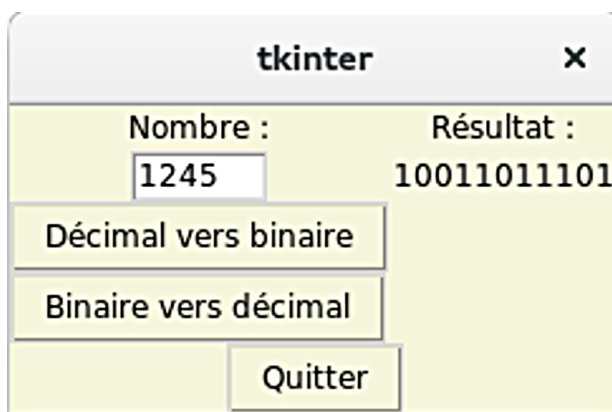 tkinter ×
Nombre : Résultat :
1245 10011011101
Décimal vers binaire
Binaire vers décimal
Quitter